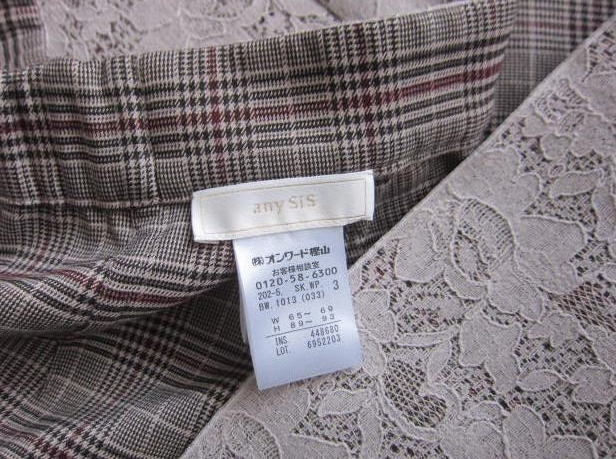 any SiS
㈱オンワード樫山
お客様相談室
0120-58-6300
202-5. SK.WP. 3
BW.1013 (033)
W 65～ 69
H 89～ 93
INS. 448680
LOT. 6952203